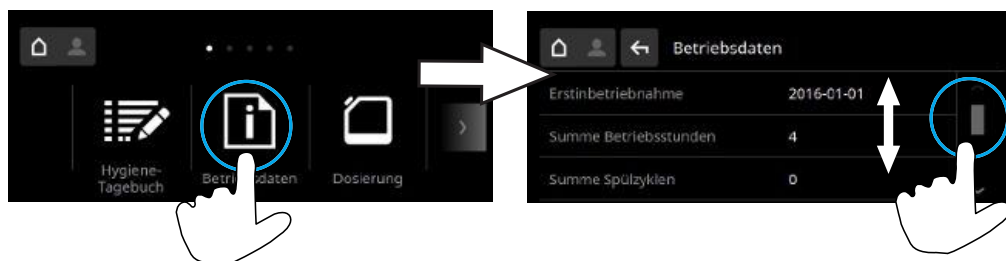 Betriebsdaten
Erstinbetriebnahme 2016-01-01
Summe Betriebsstunden 4
Summe Spülzyklen 0
Hygiene-
Tagebuch
Betriebsdaten
Dosierung